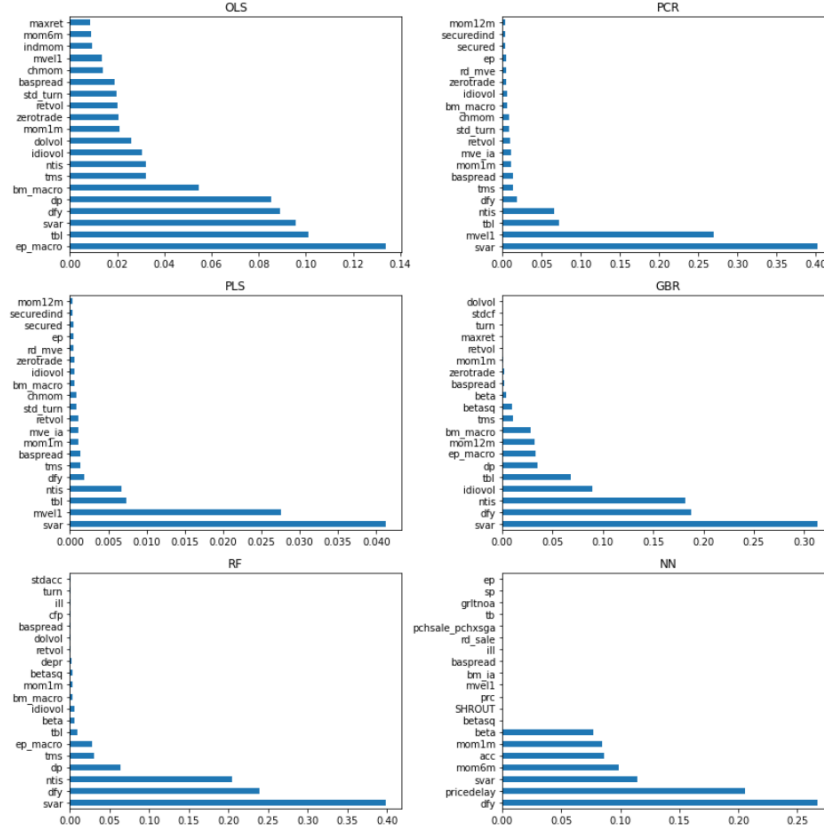 OLS
maxret
mom6m
indmom
mvel1
chmom
baspread
std_turn
retvol
zerotrade
mom1m
dolvol
idiovol
ntis
tms
bm_macro
dp
dfy
svar
tbl
ep_macro
0.00 0.02 0.04 0.06 0.08 0.10 0.12 0.14
PCR
mom12m
securedind
secured
ep
rd_mve
zerotrade
idiovol
bm_macro
chmom
std_turn
retvol
mve_ia
mom1m
baspread
tms
dfy
ntis
tbl
mvel1
svar
0.00 0.05 0.10 0.15 0.20 0.25 0.30 0.35 0.40
PLS
mom12m
securedind
secured
ep
rd_mve
zerotrade
idiovol
bm_macro
chmom
std_turn
retvol
mve_ia
mom1m
baspread
tms
dfy
ntis
tbl
mvel1
svar
0.000 0.005 0.010 0.015 0.020 0.025 0.030 0.035 0.040
GBR
dolvol
stdcf
turn
maxret
retvol
mom1m
zerotrade
baspread
beta
betasq
tms
bm_macro
mom12m
ep_macro
dp
tbl
idiovol
ntis
dfy
svar
0.00 0.05 0.10 0.15 0.20 0.25 0.30
RF
stdacc
turn
ill
cfp
baspread
dolvol
retvol
depr
betasq
mom1m
bm_macro
idiovol
beta
tbl
ep_macro
tms
dp
ntis
dfy
svar
0.00 0.05 0.10 0.15 0.20 0.25 0.30 0.35 0.40
NN
ep
sp
grltnoa
tb
pchsale_pchxsga
rd_sale
ill
baspread
bm_ia
mvel1
prc
SHROUT
betasq
beta
mom1m
acc
mom6m
svar
pricedelay
dfy
0.00 0.05 0.10 0.15 0.20 0.25